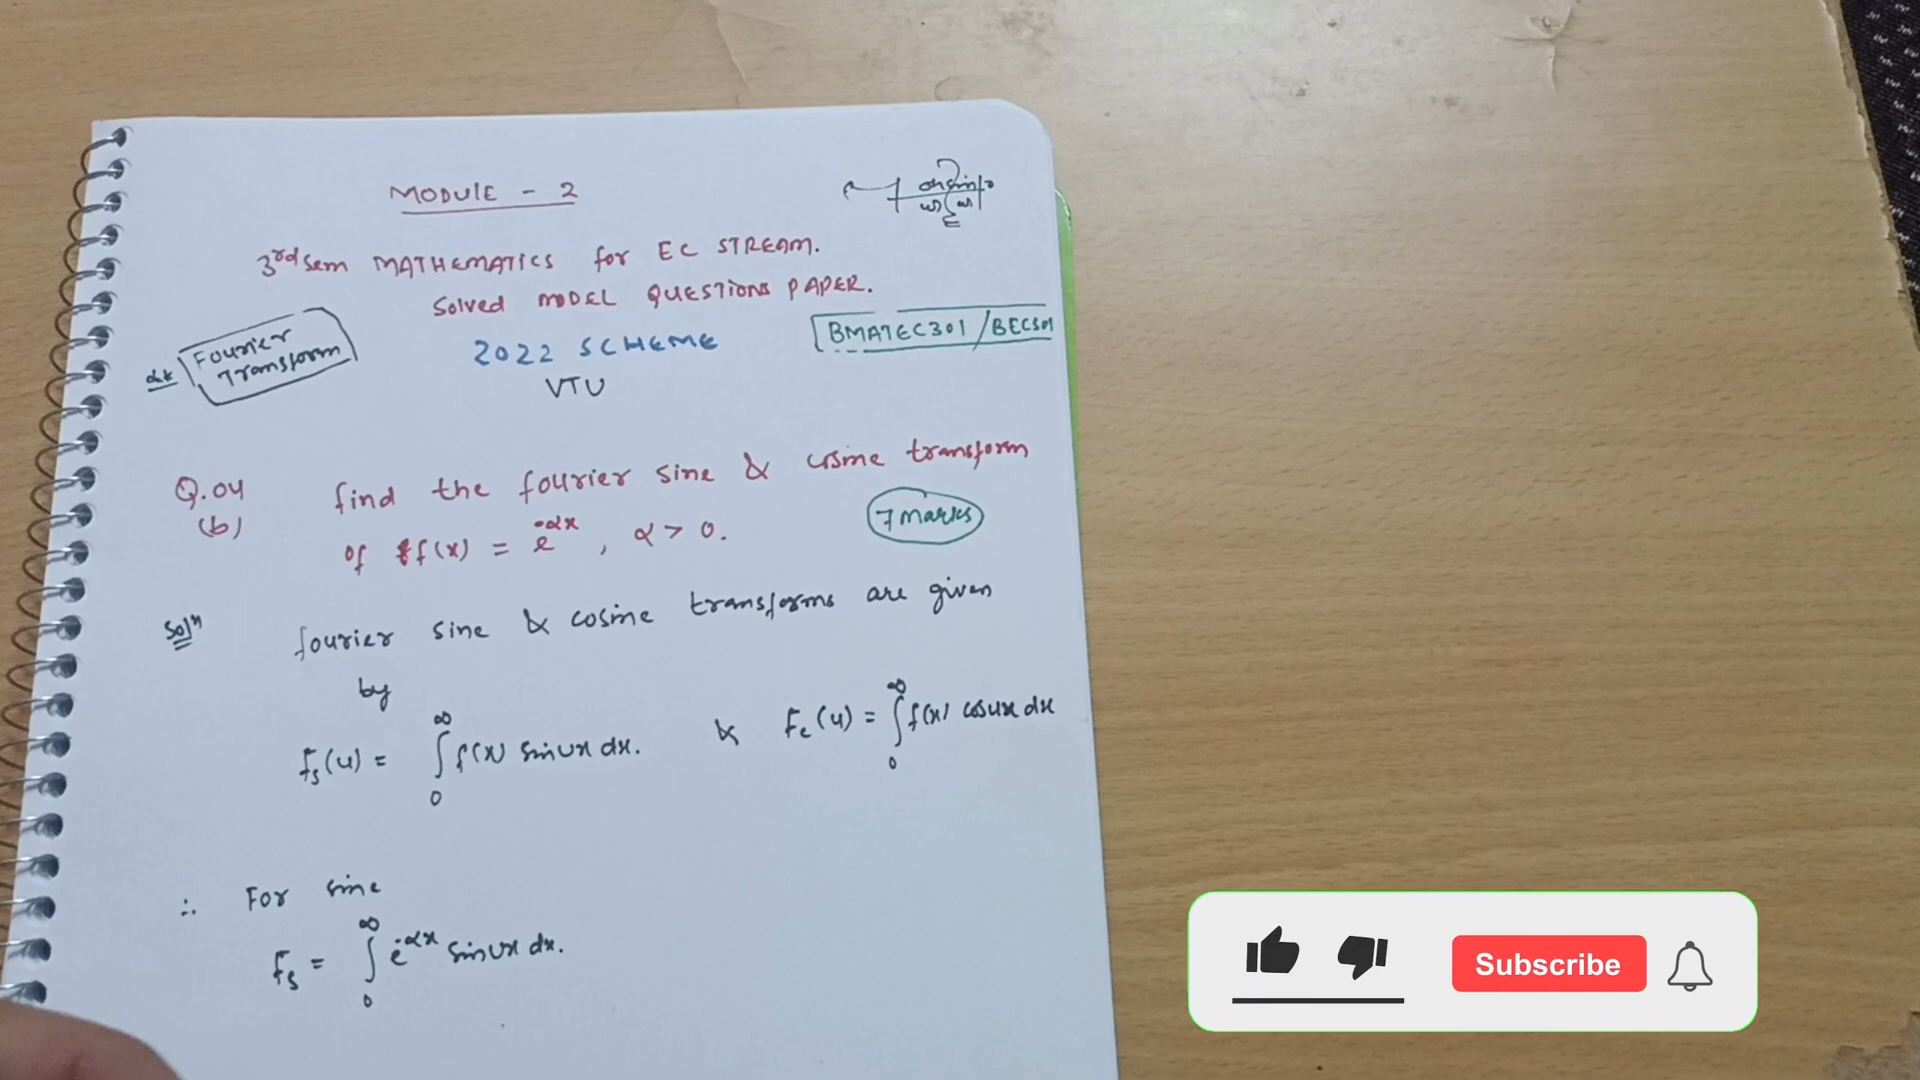 MODULE - 2
3rd sem MATHEMATICS for EC STREAM.
Solved MODEL QUESTIONS PAPER.
BMATEC301 / BEC301
Fourier
Transform
2022 SCHEME
VTU
Q.04 find the fourier sine & cosine transform
(b) of f(x) = e^-αx , α > 0.
7 marks
Solⁿ fourier sine & cosine transforms are given
by
Fs(u) = ∫₀^∞ f(x) sinux dx. & Fc(u) = ∫₀^∞ f(x) cosux dx
∴ For sine
Fs = ∫₀^∞ e^-αx sinux dx.
Subscribe